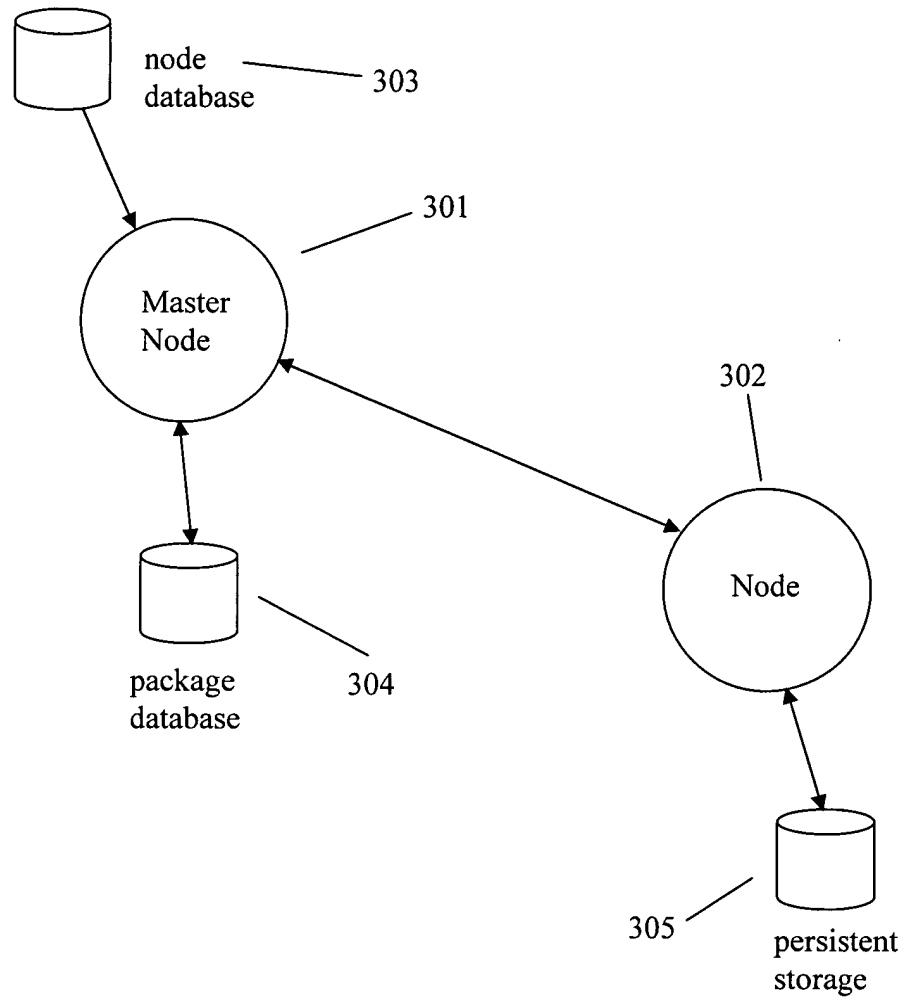 node
database
303
301
Master
Node
302
Node
304
package
database
305
persistent
storage